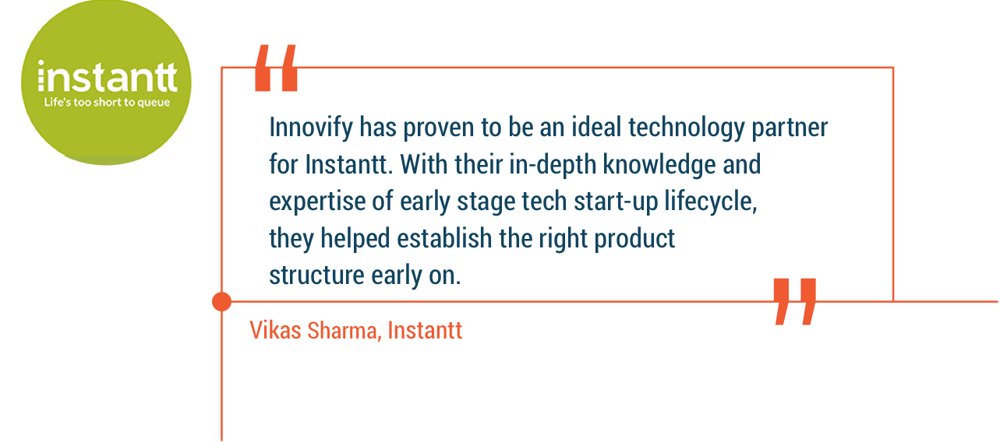 instantt
Life's too short to queue
“
Innovify has proven to be an ideal technology partner
for Instantt. With their in-depth knowledge and
expertise of early stage tech start-up lifecycle,
they helped establish the right product
structure early on.
”
Vikas Sharma, Instantt